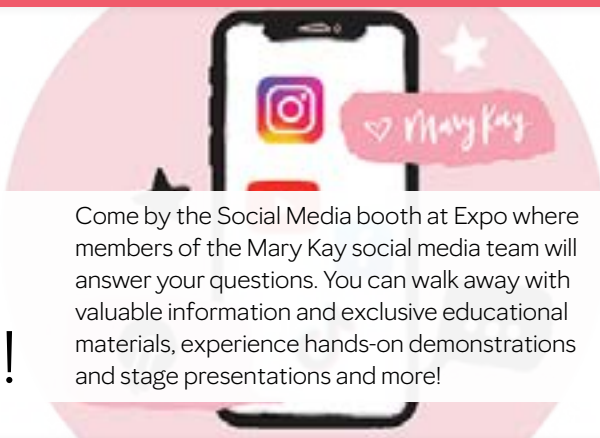 Mary Kay
Come by the Social Media booth at Expo where
members of the Mary Kay social media team will
answer your questions. You can walk away with
valuable information and exclusive educational
materials, experience hands-on demonstrations
and stage presentations and more!
!